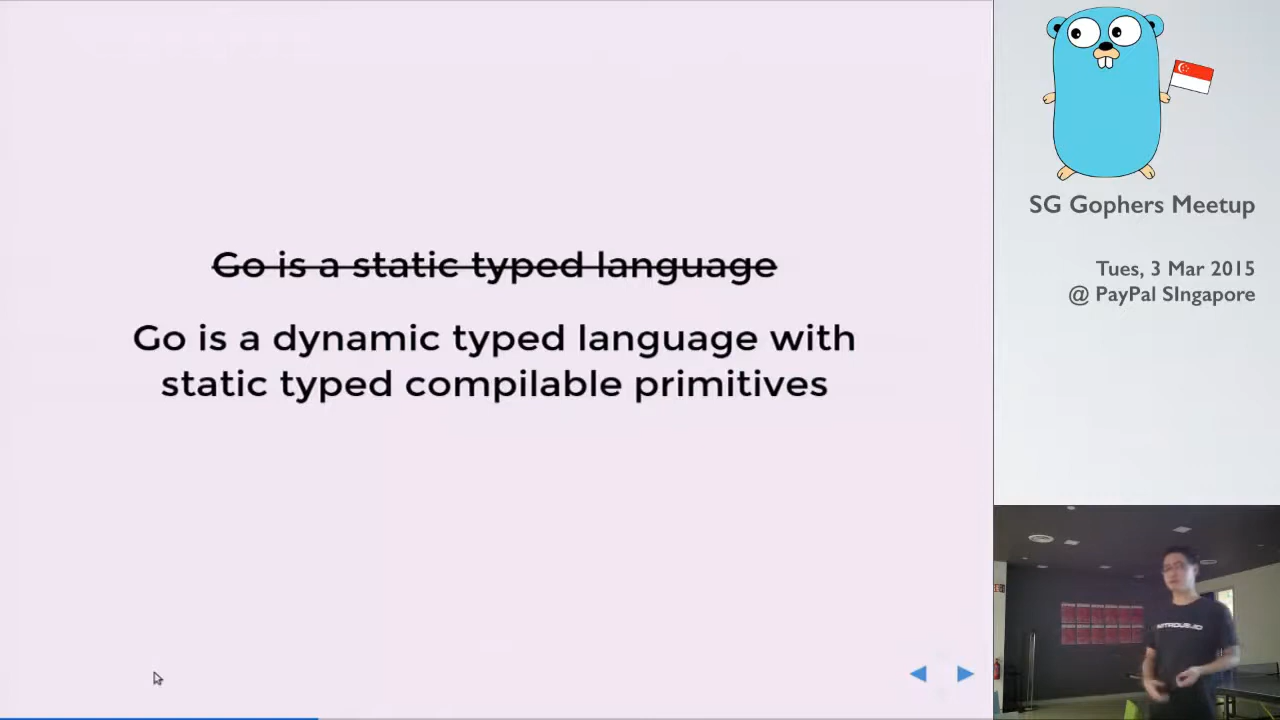 Go is a static typed language
Go is a dynamic typed language with
static typed compilable primitives
SG Gophers Meetup
Tues, 3 Mar 2015
@ PayPal SIngapore